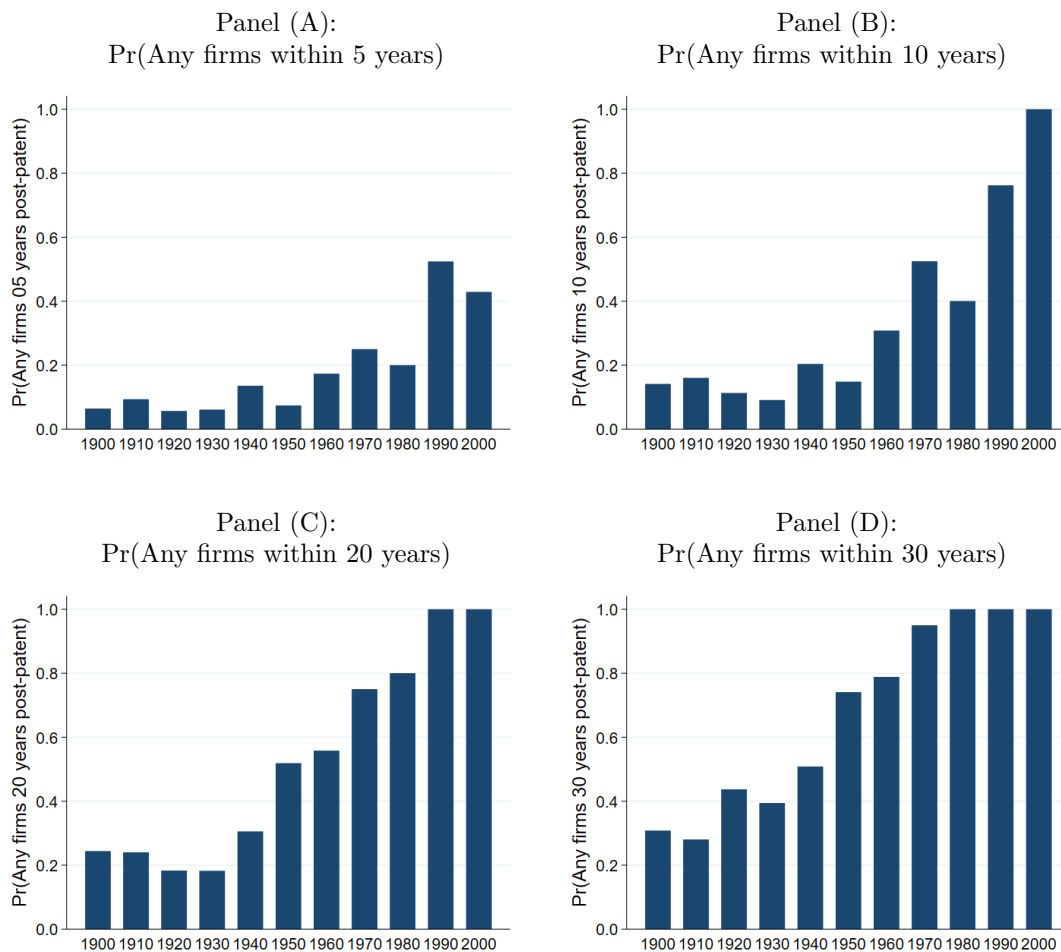 Panel (A):
Pr(Any firms within 5 years)
Pr(Any firms 05 years post-patent)
1.0
0.8
0.6
0.4
0.2
0.0
1900 1910 1920 1930 1940 1950 1960 1970 1980 1990 2000
Panel (B):
Pr(Any firms within 10 years)
Pr(Any firms 10 years post-patent)
1.0
0.8
0.6
0.4
0.2
0.0
1900 1910 1920 1930 1940 1950 1960 1970 1980 1990 2000
Panel (C):
Pr(Any firms within 20 years)
Pr(Any firms 20 years post-patent)
1.0
0.8
0.6
0.4
0.2
0.0
1900 1910 1920 1930 1940 1950 1960 1970 1980 1990 2000
Panel (D):
Pr(Any firms within 30 years)
Pr(Any firms 30 years post-patent)
1.0
0.8
0.6
0.4
0.2
0.0
1900 1910 1920 1930 1940 1950 1960 1970 1980 1990 2000